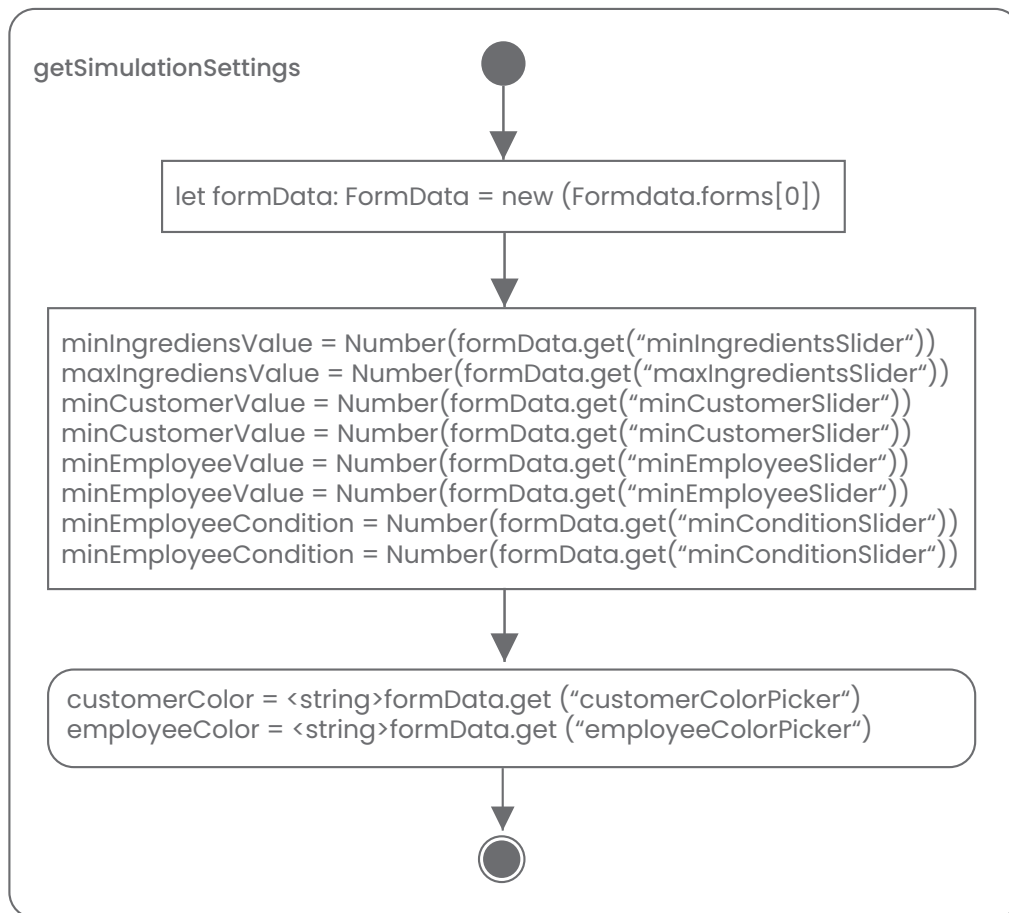 getSimulationSettings
let formData: FormData = new (Formdata.forms[0])
minIngrediensValue = Number(formData.get(“minIngredientsSlider“))
maxIngrediensValue = Number(formData.get(“maxIngredientsSlider“))
minCustomerValue = Number(formData.get(“minCustomerSlider“))
minCustomerValue = Number(formData.get(“minCustomerSlider“))
minEmployeeValue = Number(formData.get(“minEmployeeSlider“))
minEmployeeValue = Number(formData.get(“minEmployeeSlider“))
minEmployeeCondition = Number(formData.get(“minConditionSlider“))
minEmployeeCondition = Number(formData.get(“minConditionSlider“))
customerColor = <string>formData.get (“customerColorPicker“)
employeeColor = <string>formData.get (“employeeColorPicker“)